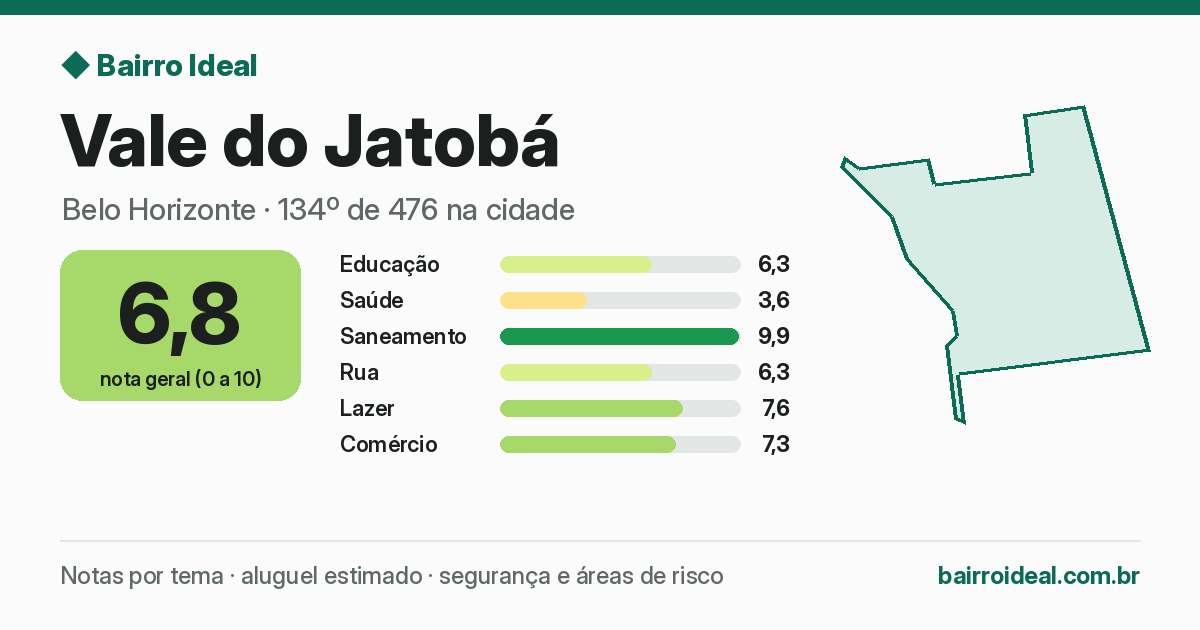 Bairro Ideal
Vale do Jatobá
Belo Horizonte · 134º de 476 na cidade
6,8
nota geral (0 a 10)
Educação 6,3
Saúde 3,6
Saneamento 9,9
Rua 6,3
Lazer 7,6
Comércio 7,3
Notas por tema · aluguel estimado · segurança e áreas de risco
bairroideal.com.br